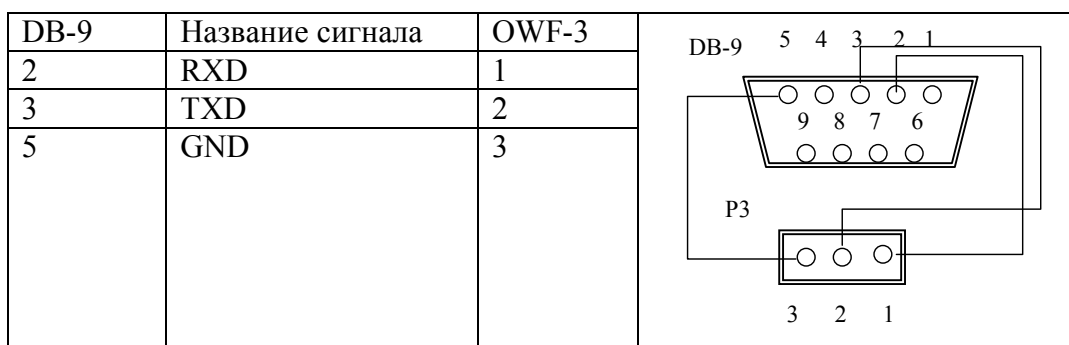 DB-9 Название сигнала OWF-3
2 RXD 1
3 TXD 2
5 GND 3
DB-9 5 4 3 2 1
9 8 7 6
P3
3 2 1